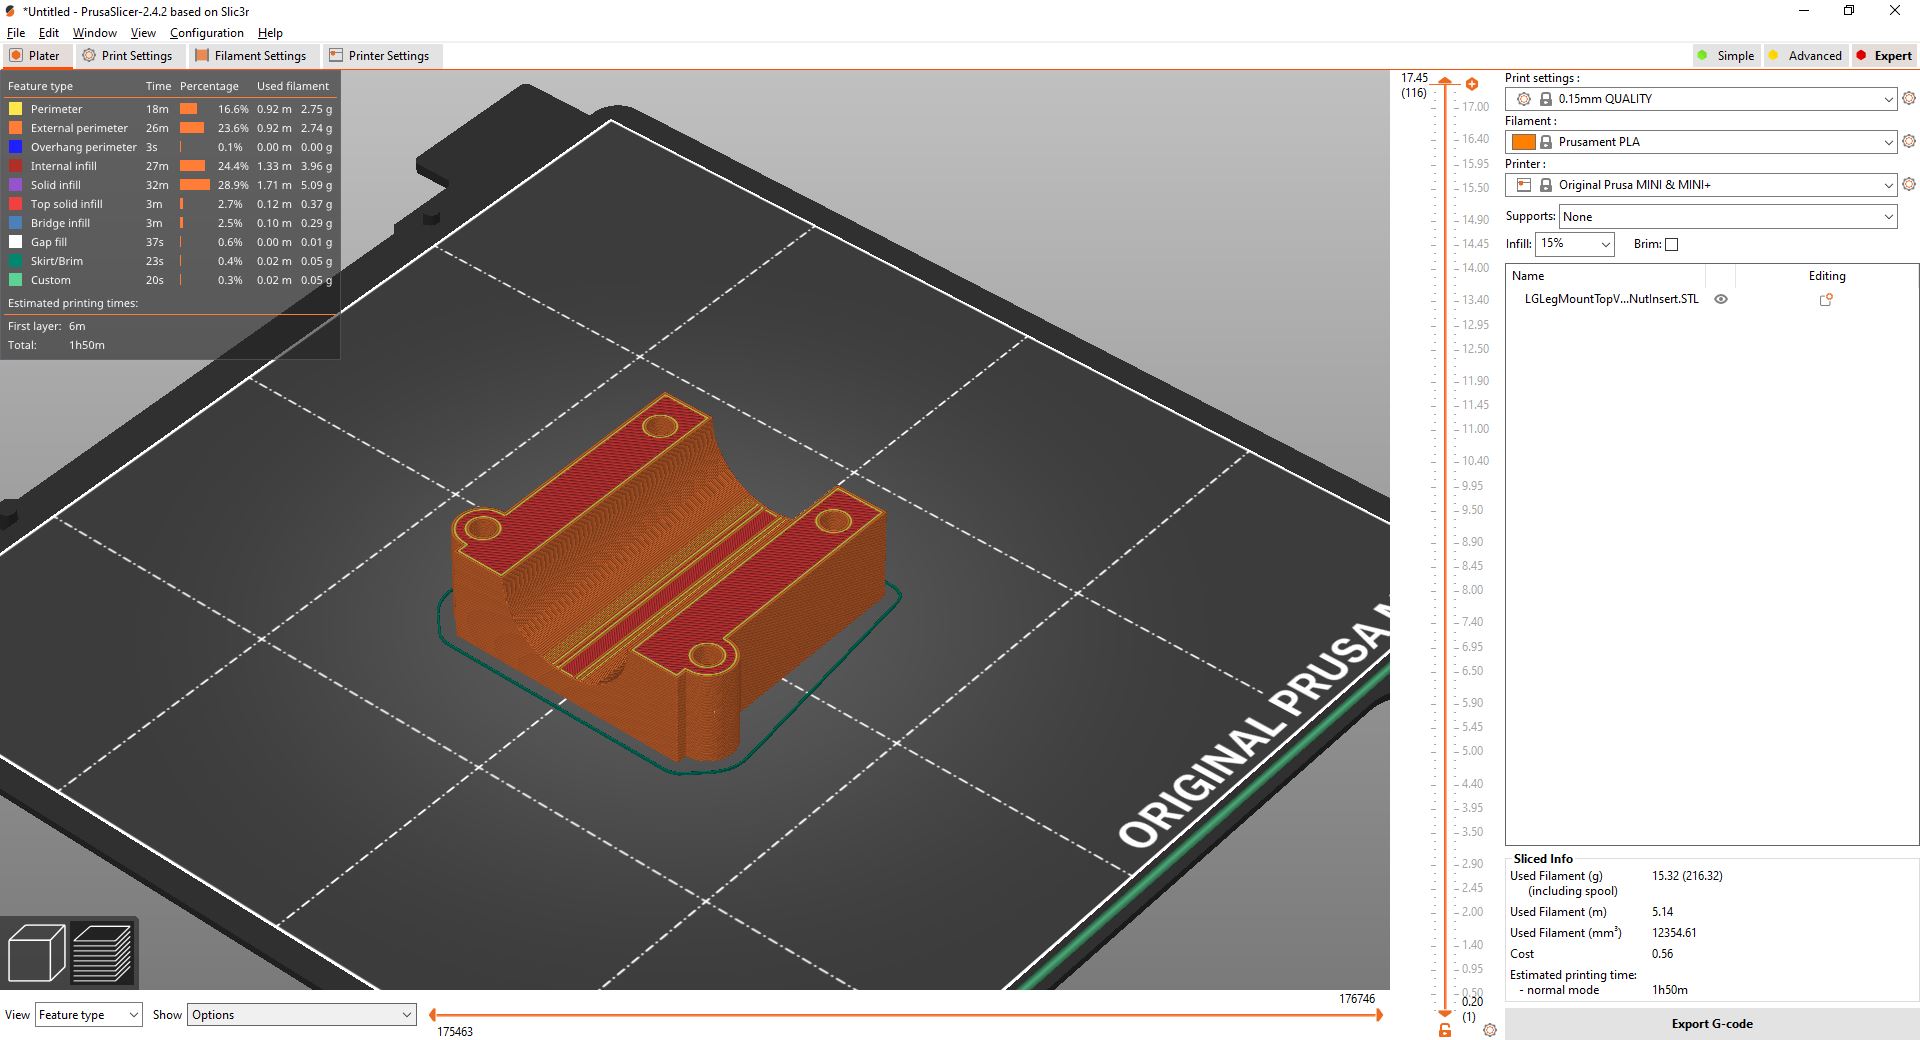 *Untitled - PrusaSlicer-2.4.2 based on Slic3r
File Edit Window View Configuration Help
Plater Print Settings Filament Settings Printer Settings Simple Advanced Expert
Feature type Time Percentage Used filament
Perimeter 18m 16.6% 0.92 m 2.75 g
External perimeter 26m 23.6% 0.92 m 2.74 g
Overhang perimeter 3s 0.1% 0.00 m 0.00 g
Internal infill 27m 24.4% 1.33 m 3.96 g
Solid infill 32m 28.9% 1.71 m 5.09 g
Top solid infill 3m 2.7% 0.12 m 0.37 g
Bridge infill 3m 2.5% 0.10 m 0.29 g
Gap fill 37s 0.6% 0.00 m 0.01 g
Skirt/Brim 23s 0.4% 0.02 m 0.05 g
Custom 20s 0.3% 0.02 m 0.05 g
Estimated printing times:
First layer: 6m
Total: 1h50m
ORIGINAL PRUSA
17.45
(116)
17.00
16.40
15.95
15.50
14.90
14.45
14.00
13.40
12.95
12.50
11.90
11.45
11.00
10.40
9.95
9.50
8.90
8.45
8.00
7.40
6.95
6.50
5.90
5.45
5.00
4.40
3.95
3.50
2.90
2.45
2.00
1.40
0.95
0.50
0.20
(1)
Print settings :
0.15mm QUALITY
Filament :
Prusament PLA
Printer :
Original Prusa MINI & MINI+
Supports: None
Infill: 15% Brim:
Name Editing
LGLegMountTopV...NutInsert.STL
Sliced Info
Used Filament (g) 15.32 (216.32)
(including spool)
Used Filament (m) 5.14
Used Filament (mm³) 12354.61
Cost 0.56
Estimated printing time:
- normal mode 1h50m
Export G-code
View Feature type Show Options
176746
175463